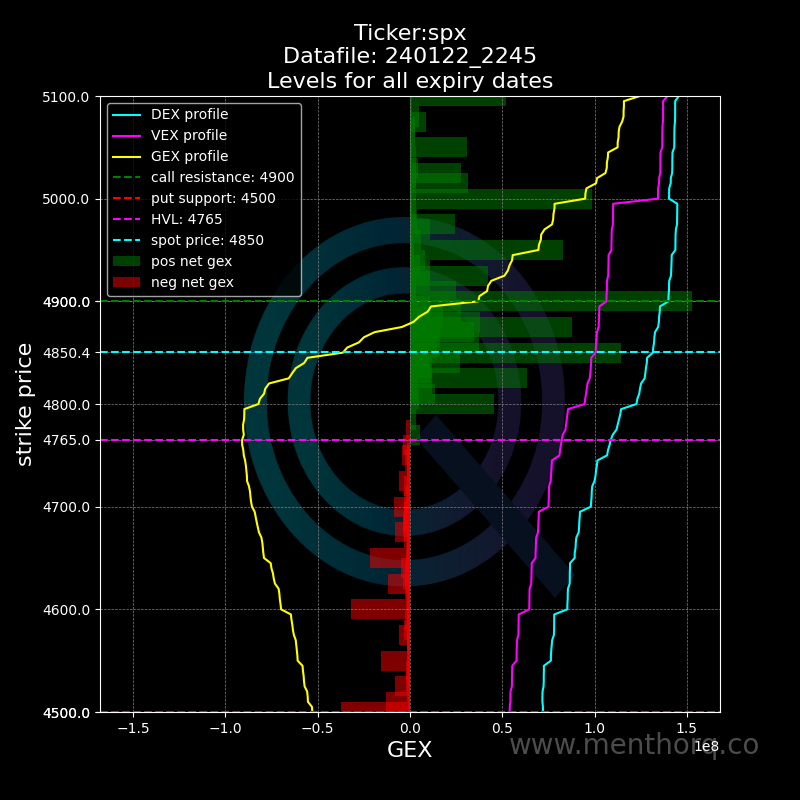 Ticker:spx
Datafile: 240122_2245
Levels for all expiry dates
DEX profile
VEX profile
GEX profile
call resistance: 4900
put support: 4500
HVL: 4765
spot price: 4850
pos net gex
neg net gex
5100.0
5000.0
4900.0
4850.4
4800.0
4765.0
4700.0
4600.0
4500.0
strike price
−1.5 −1.0 −0.5 0.0 0.5 1.0 1.5
1e8
GEX
www.menthorq.co